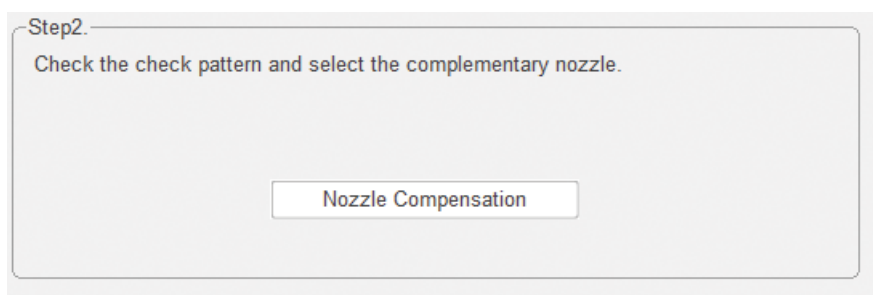 Step2.
Check the check pattern and select the complementary nozzle.
Nozzle Compensation